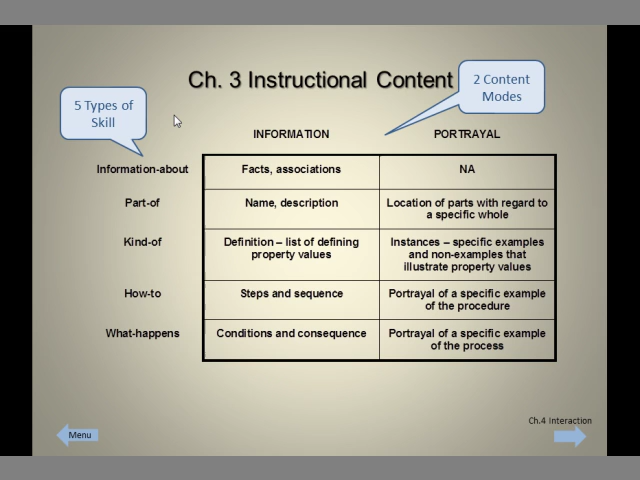 Ch. 3 Instructional Content
2 Content
Modes
5 Types of
Skill
INFORMATION PORTRAYAL
Information-about Facts, associations NA
Part-of Name, description Location of parts with regard to
a specific whole
Kind-of Definition – list of defining Instances – specific examples
property values and non-examples that
illustrate property values
How-to Steps and sequence Portrayal of a specific example
of the procedure
What-happens Conditions and consequence Portrayal of a specific example
of the process
Ch.4 Interaction
Menu